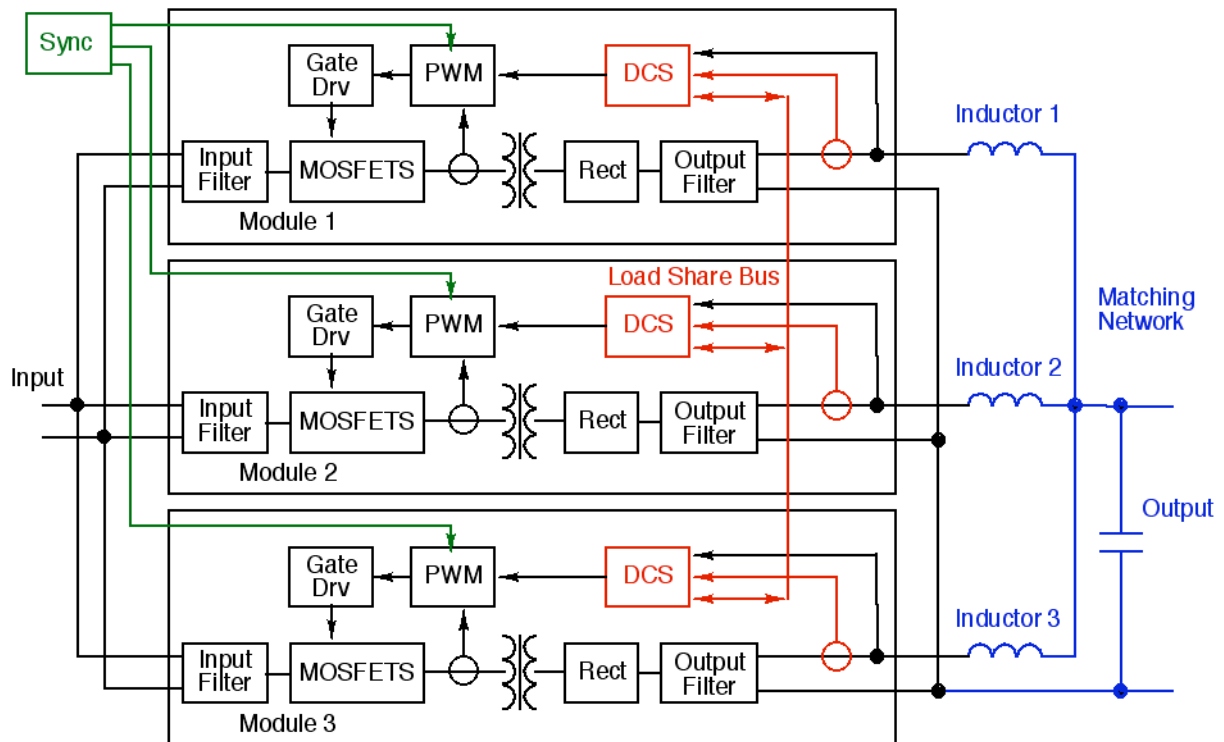 Sync
Gate
Drv
PWM
DCS
Inductor 1
Input
Filter
MOSFETS
Rect
Output
Filter
Module 1
Load Share Bus
Gate
Drv
PWM
DCS
Matching
Network
Input
Inductor 2
Input
Filter
MOSFETS
Rect
Output
Filter
Module 2
Output
Gate
Drv
PWM
DCS
Inductor 3
Input
Filter
MOSFETS
Rect
Output
Filter
Module 3